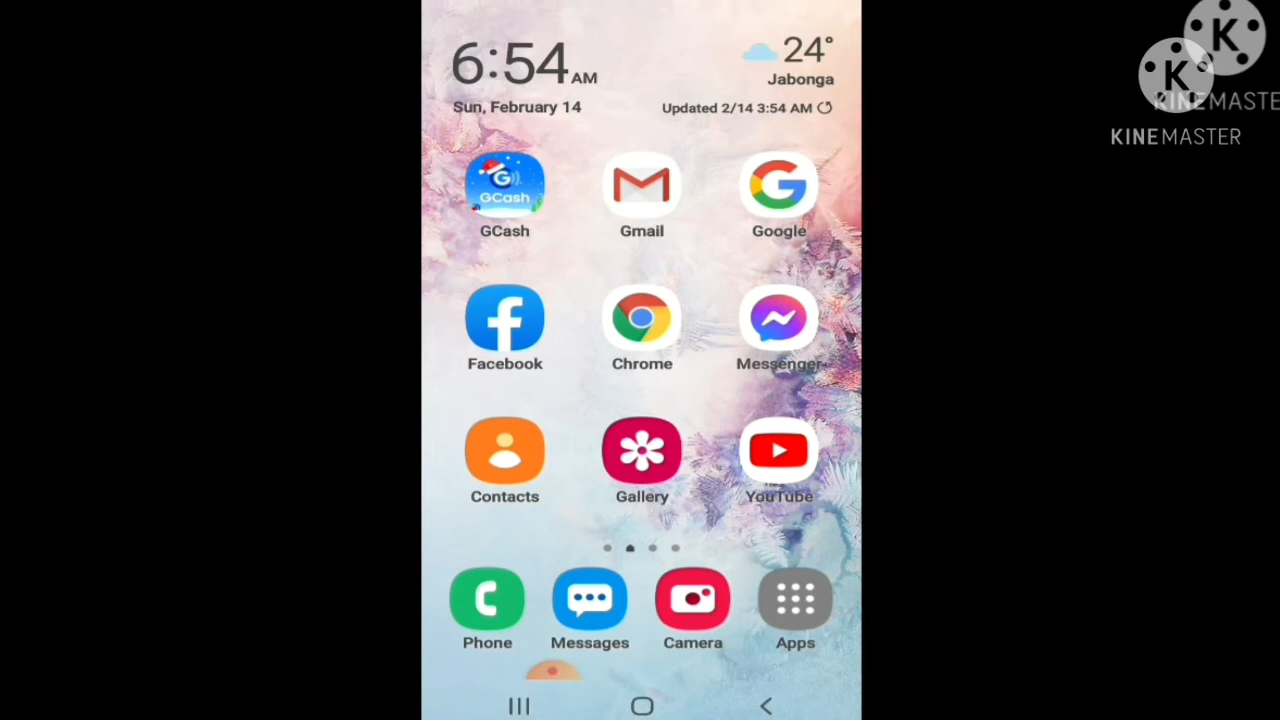 6:54 AM
Sun, February 14
24°
Jabonga
Updated 2/14 3:54 AM
KINEMASTER
KINEMASTER
GCash
GCash Gmail Google
Facebook Chrome Messenger
Contacts Gallery YouTube
Phone Messages Camera Apps